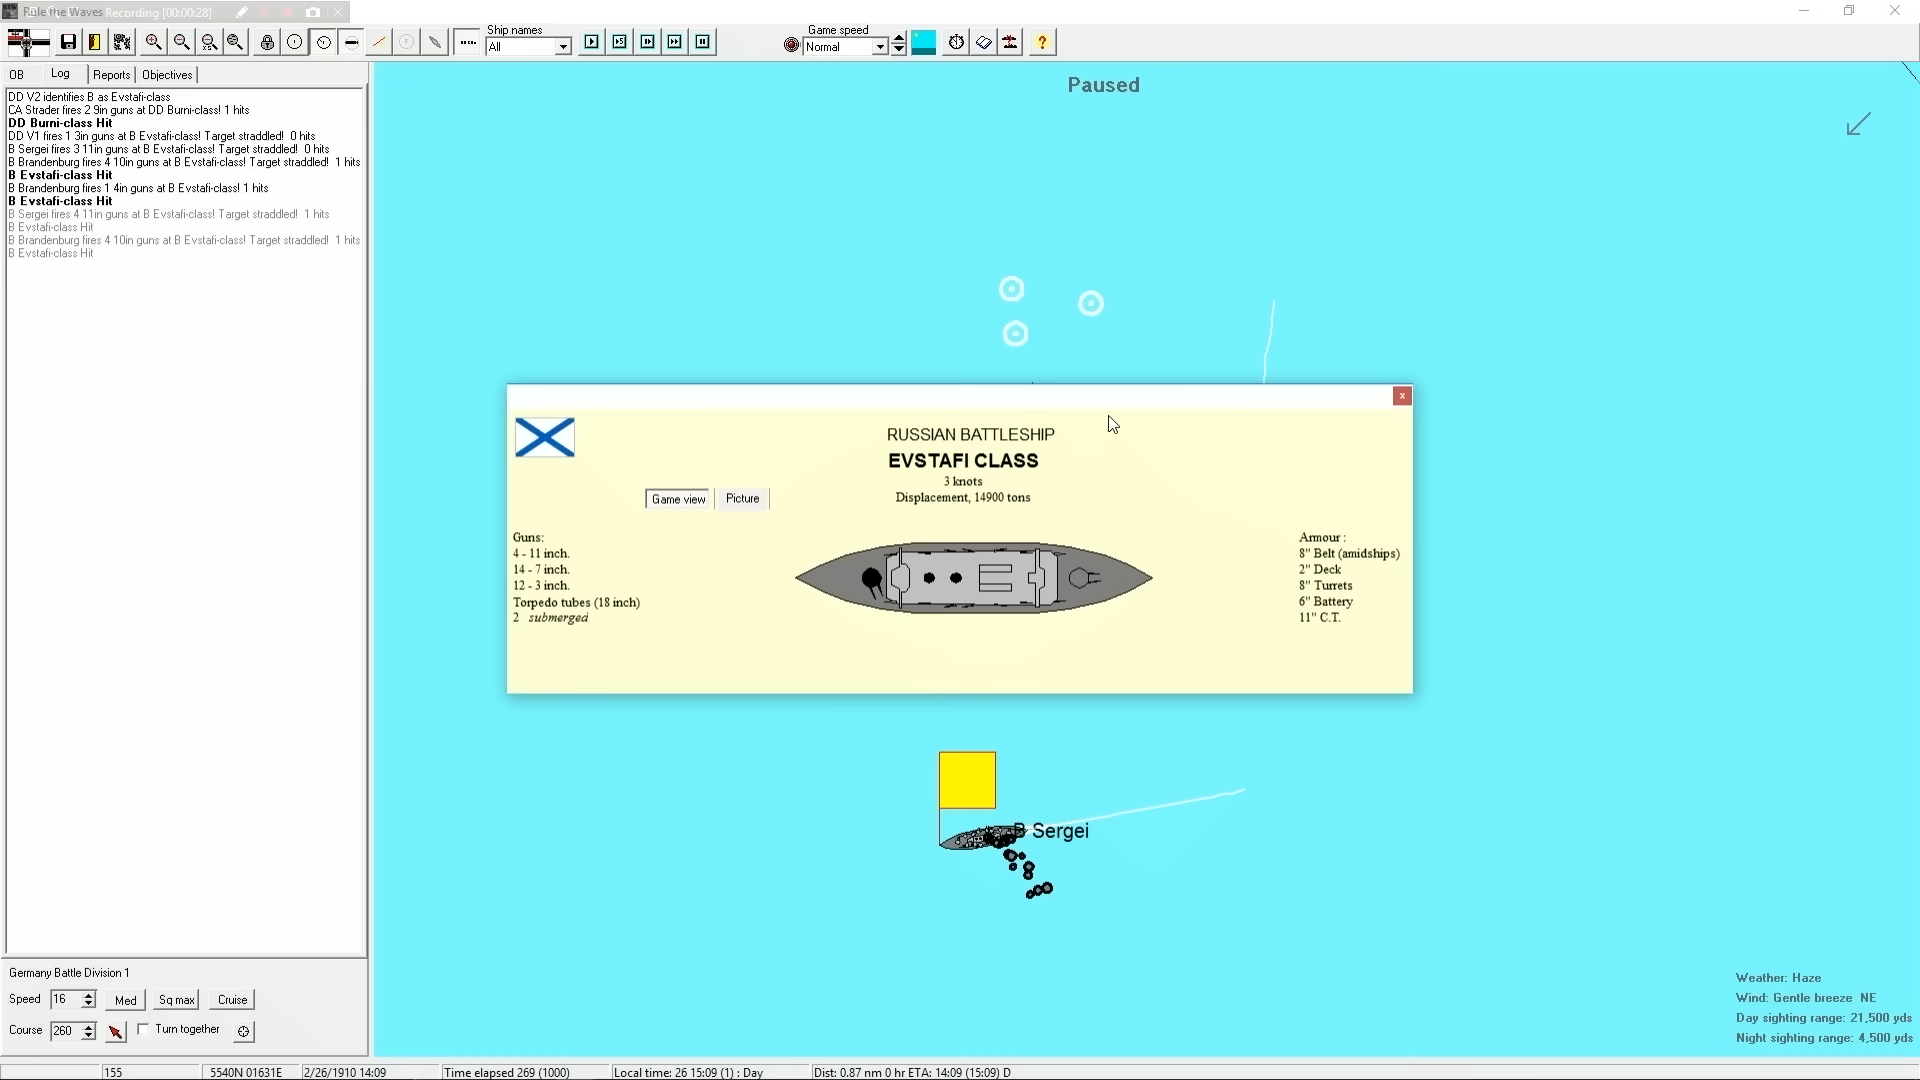 Rule the Waves Recording [00:00:28]
Ship names
All
Game speed
Normal
?
OB Log Reports Objectives
Paused
DD V2 identifies B as Evstafi-class
CA Strader fires 2 9in guns at DD Burni-class! 1 hits
DD Burni-class Hit
DD V1 fires 1 3in guns at B Evstafi-class! Target straddled! 0 hits
B Sergei fires 3 11in guns at B Evstafi-class! Target straddled! 0 hits
B Brandenburg fires 4 10in guns at B Evstafi-class! Target straddled! 1 hits
B Evstafi-class Hit
B Brandenburg fires 1 4in guns at B Evstafi-class! 1 hits
B Evstafi-class Hit
B Sergei fires 4 11in guns at B Evstafi-class! Target straddled! 1 hits
B Evstafi-class Hit
B Brandenburg fires 4 10in guns at B Evstafi-class! Target straddled! 1 hits
B Evstafi-class Hit
x
RUSSIAN BATTLESHIP
EVSTAFI CLASS
3 knots
Displacement, 14900 tons
Game view Picture
Guns:
4 - 11 inch.
14 - 7 inch.
12 - 3 inch.
Torpedo tubes (18 inch)
2 submerged
Armour :
8" Belt (amidships)
2" Deck
8" Turrets
6" Battery
11" C.T.
B Sergei
Germany Battle Division 1
Speed 16 Med Sq max Cruise
Course 260 Turn together
Weather: Haze
Wind: Gentle breeze NE
Day sighting range: 21,500 yds
Night sighting range: 4,500 yds
155 5540N 01631E 2/26/1910 14:09 Time elapsed 269 (1000) Local time: 26 15:09 (1) : Day Dist: 0.87 nm 0 hr ETA: 14:09 (15:09) D